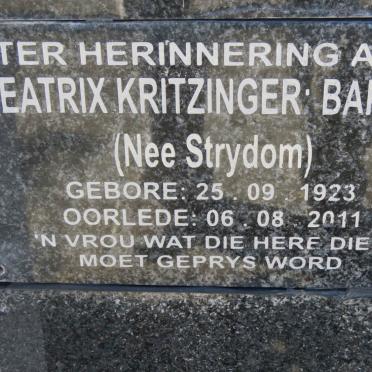 TER HERINNERING A
EATRIX KRITZINGER BA
(Nee Strydom)
GEBORE: 25 . 09 . 1923
OORLEDE: 06 . 08 . 2011
'N VROU WAT DIE HERE DIE
MOET GEPRYS WORD